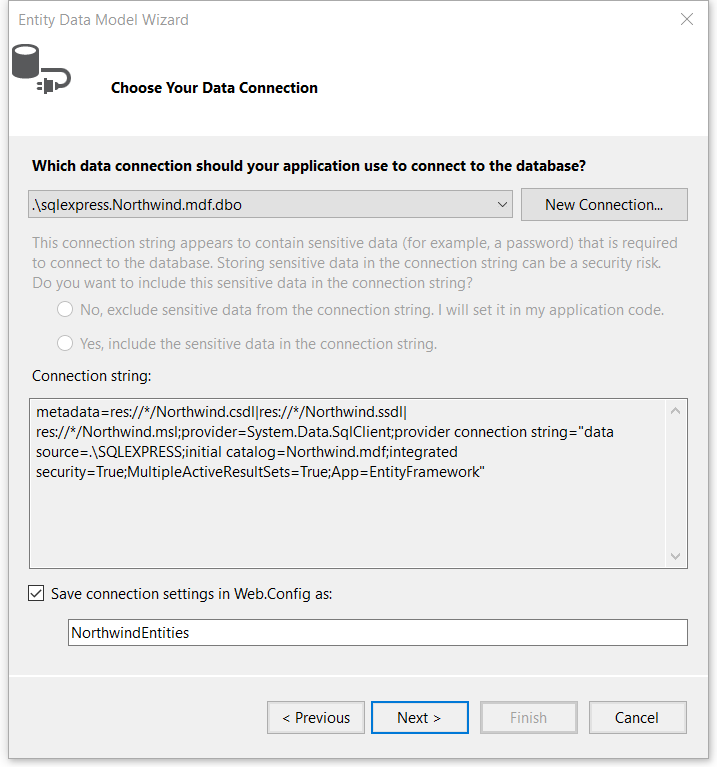 Entity Data Model Wizard
Choose Your Data Connection
Which data connection should your application use to connect to the database?
.\sqlexpress.Northwind.mdf.dbo
New Connection...
This connection string appears to contain sensitive data (for example, a password) that is required
to connect to the database. Storing sensitive data in the connection string can be a security risk.
Do you want to include this sensitive data in the connection string?
No, exclude sensitive data from the connection string. I will set it in my application code.
Yes, include the sensitive data in the connection string.
Connection string:
metadata=res://*/Northwind.csdl|res://*/Northwind.ssdl|
res://*/Northwind.msl;provider=System.Data.SqlClient;provider connection string="data
source=.\SQLEXPRESS;initial catalog=Northwind.mdf;integrated
security=True;MultipleActiveResultSets=True;App=EntityFramework"
Save connection settings in Web.Config as:
NorthwindEntities
< Previous
Next >
Finish
Cancel